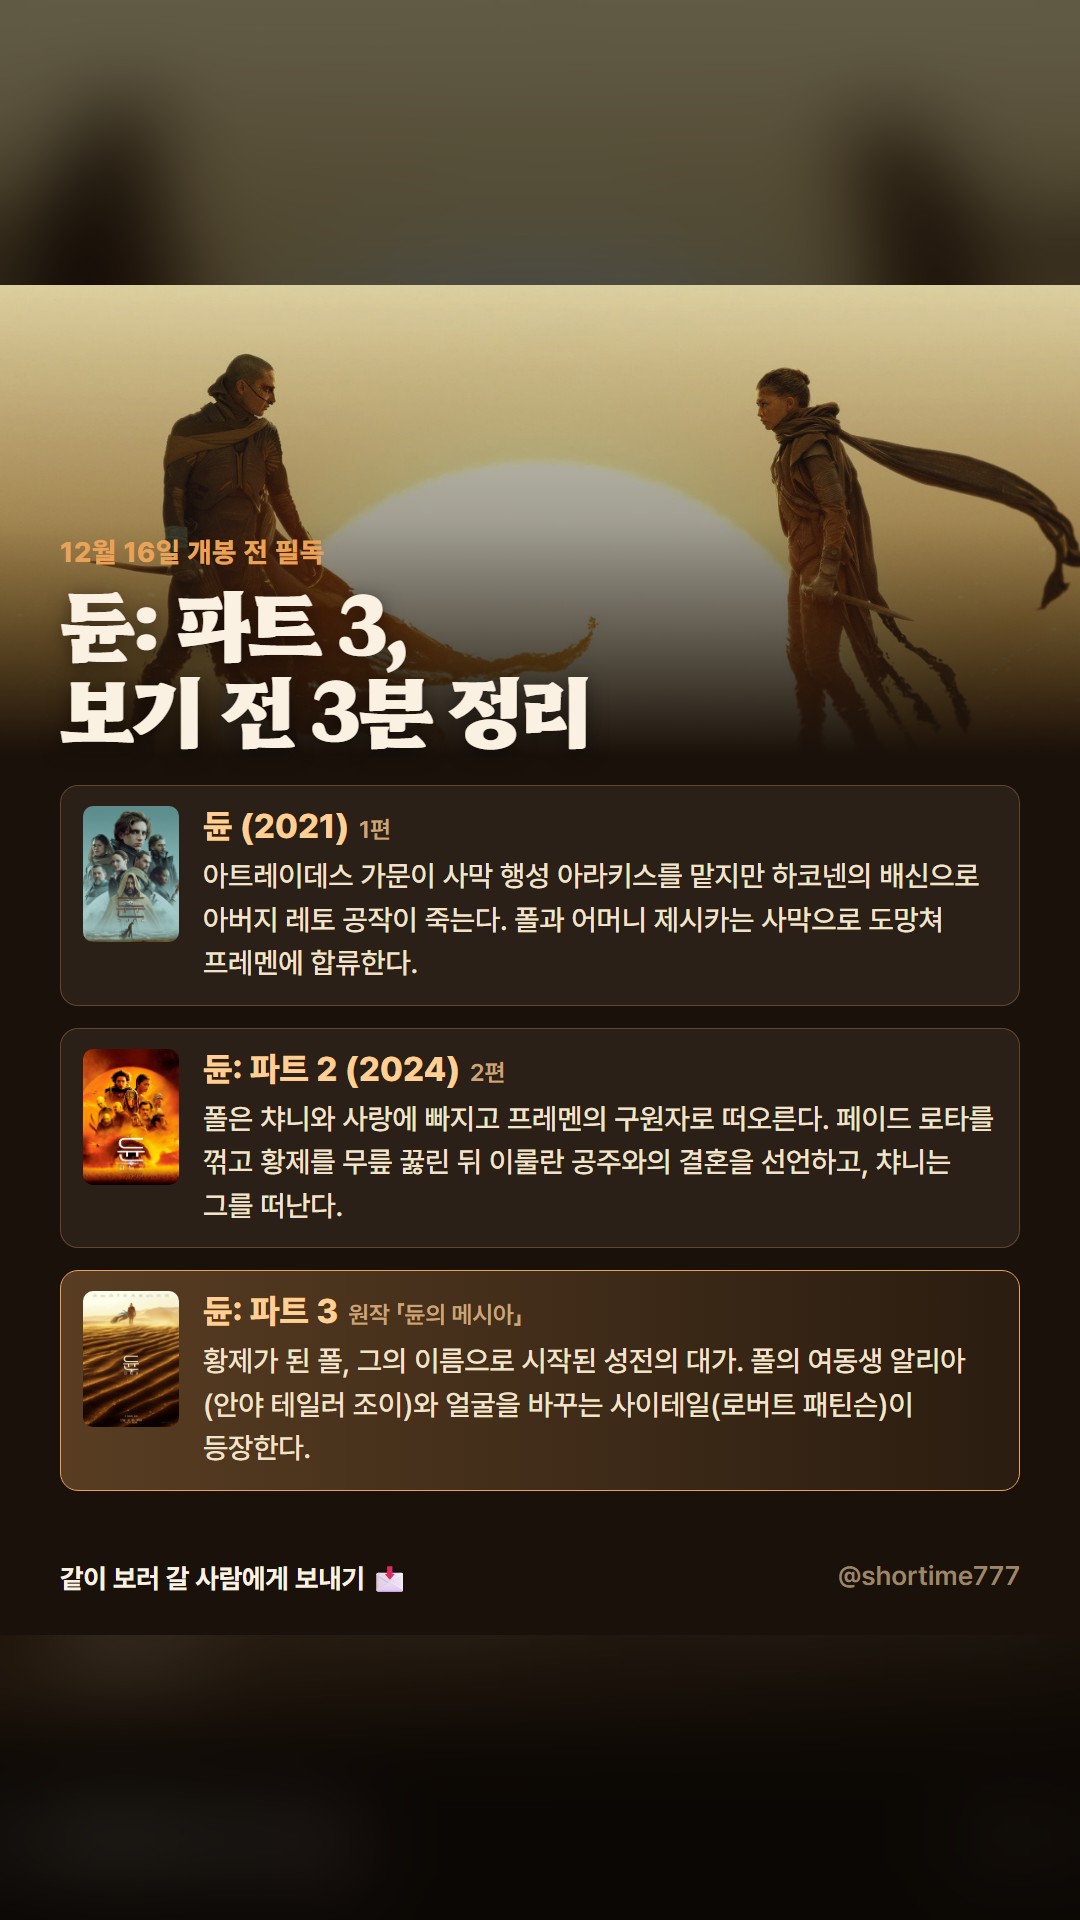 12월 16일 개봉 전 필독
듄: 파트 3,
보기 전 3분 정리
듄 (2021) 1편
아트레이데스 가문이 사막 행성 아라키스를 맡지만 하코넨의 배신으로
아버지 레토 공작이 죽는다. 폴과 어머니 제시카는 사막으로 도망쳐
프레멘에 합류한다.
듄: 파트 2 (2024) 2편
폴은 챠니와 사랑에 빠지고 프레멘의 구원자로 떠오른다. 페이드 로타를
꺾고 황제를 무릎 꿇린 뒤 이룰란 공주와의 결혼을 선언하고, 챠니는
그를 떠난다.
듄
듄: 파트 3 원작 「듄의 메시아」
황제가 된 폴, 그의 이름으로 시작된 성전의 대가. 폴의 여동생 알리아
(안야 테일러 조이)와 얼굴을 바꾸는 사이테일(로버트 패틴슨)이
등장한다.
듄
같이 보러 갈 사람에게 보내기
@shortime777